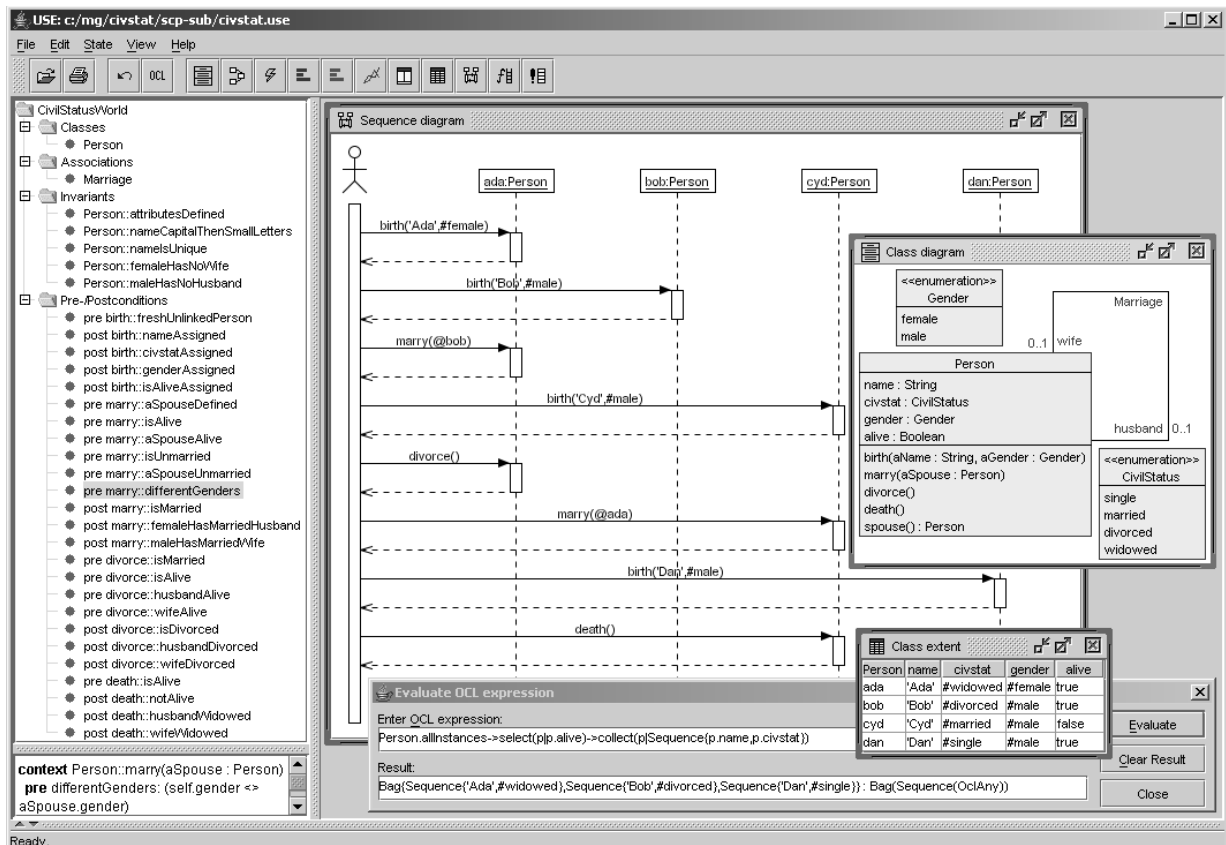 USE: c:/mg/civstat/scp-sub/civstat.use
File Edit State View Help
OCL
CivilStatusWorld
Classes
Person
Associations
Marriage
Invariants
Person::attributesDefined
Person::nameCapitalThenSmallLetters
Person::nameIsUnique
Person::femaleHasNoWife
Person::maleHasNoHusband
Pre-/Postconditions
pre birth::freshUnlinkedPerson
post birth::nameAssigned
post birth::civstatAssigned
post birth::genderAssigned
post birth::isAliveAssigned
pre marry::aSpouseDefined
pre marry::isAlive
pre marry::aSpouseAlive
pre marry::isUnmarried
pre marry::aSpouseUnmarried
pre marry::differentGenders
post marry::isMarried
post marry::femaleHasMarriedHusband
post marry::maleHasMarriedWife
pre divorce::isMarried
pre divorce::isAlive
pre divorce::husbandAlive
pre divorce::wifeAlive
post divorce::isDivorced
post divorce::husbandDivorced
post divorce::wifeDivorced
pre death::isAlive
post death::notAlive
post death::husbandWidowed
post death::wifeWidowed
context Person::marry(aSpouse : Person)
pre differentGenders: (self.gender <>
aSpouse.gender)
Sequence diagram
ada:Person bob:Person cyd:Person dan:Person
birth('Ada',#female)
birth('Bob',#male)
marry(@bob)
birth('Cyd',#male)
divorce()
marry(@ada)
birth('Dan',#male)
death()
Class diagram
<<enumeration>>
Gender
female
male
Marriage
0..1 wife
husband 0..1
Person
name : String
civstat : CivilStatus
gender : Gender
alive : Boolean
birth(aName : String, aGender : Gender)
marry(aSpouse : Person)
divorce()
death()
spouse() : Person
<<enumeration>>
CivilStatus
single
married
divorced
widowed
Class extent
Person name civstat gender alive
ada 'Ada' #widowed #female true
bob 'Bob' #divorced #male true
cyd 'Cyd' #married #male false
dan 'Dan' #single #male true
Evaluate OCL expression
Enter OCL expression:
Person.allInstances->select(p|p.alive)->collect(p|Sequence{p.name,p.civstat})
Result:
Bag{Sequence{'Ada',#widowed},Sequence{'Bob',#divorced},Sequence{'Dan',#single}} : Bag(Sequence(OclAny))
Evaluate
Clear Result
Close
Ready.